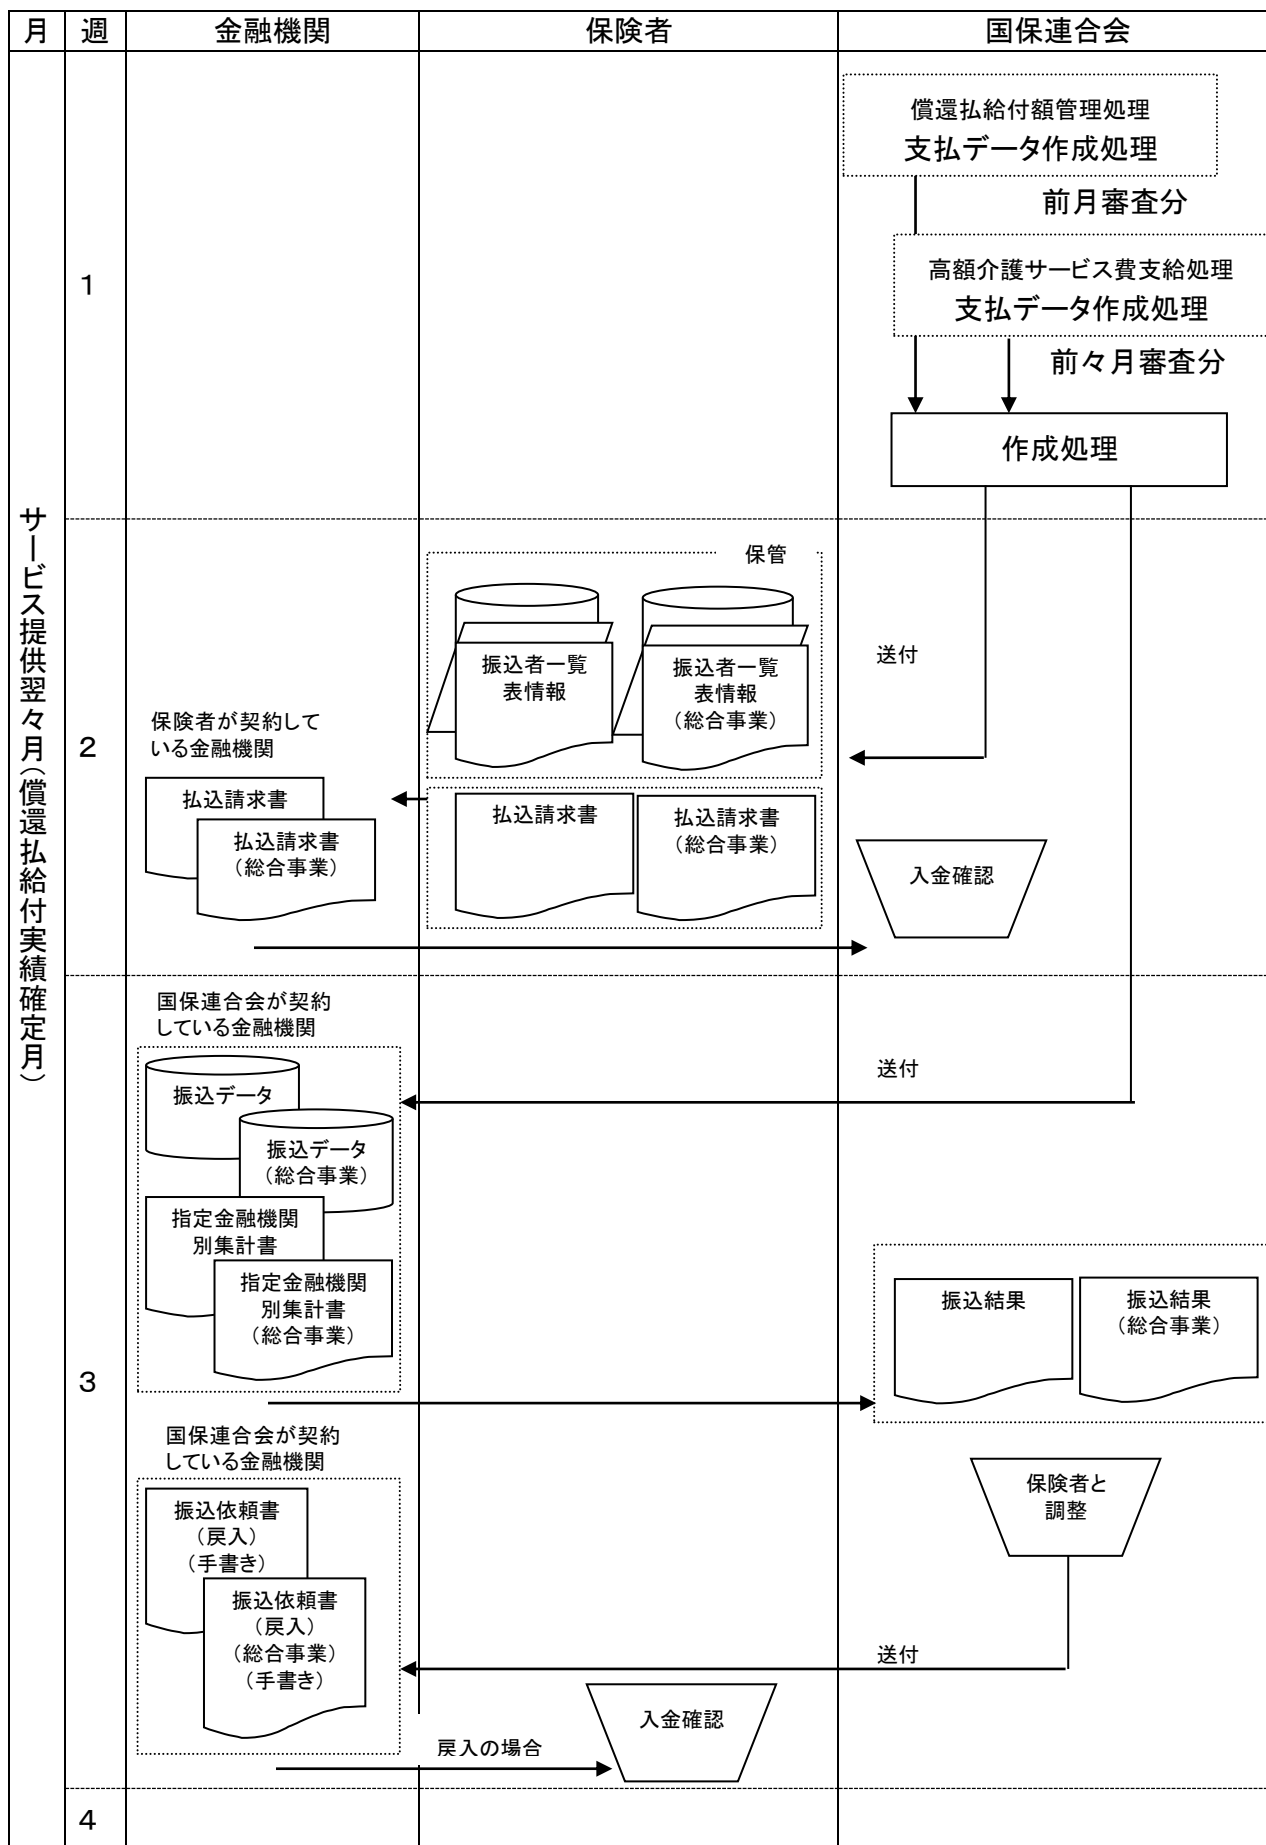 月
週
金融機関
保険者
国保連合会
サービス提供翌々月（償還払給付実績確定月）
1
償還払給付額管理処理
支払データ作成処理
前月審査分
高額介護サービス費支給処理
支払データ作成処理
前々月審査分
作成処理
2
保管
振込者一覧
表情報
振込者一覧
表情報
（総合事業）
送付
保険者が契約して
いる金融機関
払込請求書
払込請求書
（総合事業）
払込請求書
払込請求書
（総合事業）
入金確認
3
国保連合会が契約
している金融機関
送付
振込データ
振込データ
（総合事業）
指定金融機関
別集計書
指定金融機関
別集計書
（総合事業）
振込結果
振込結果
（総合事業）
国保連合会が契約
している金融機関
振込依頼書
（戻入）
（手書き）
振込依頼書
（戻入）
（総合事業）
（手書き）
保険者と
調整
送付
入金確認
戻入の場合
4